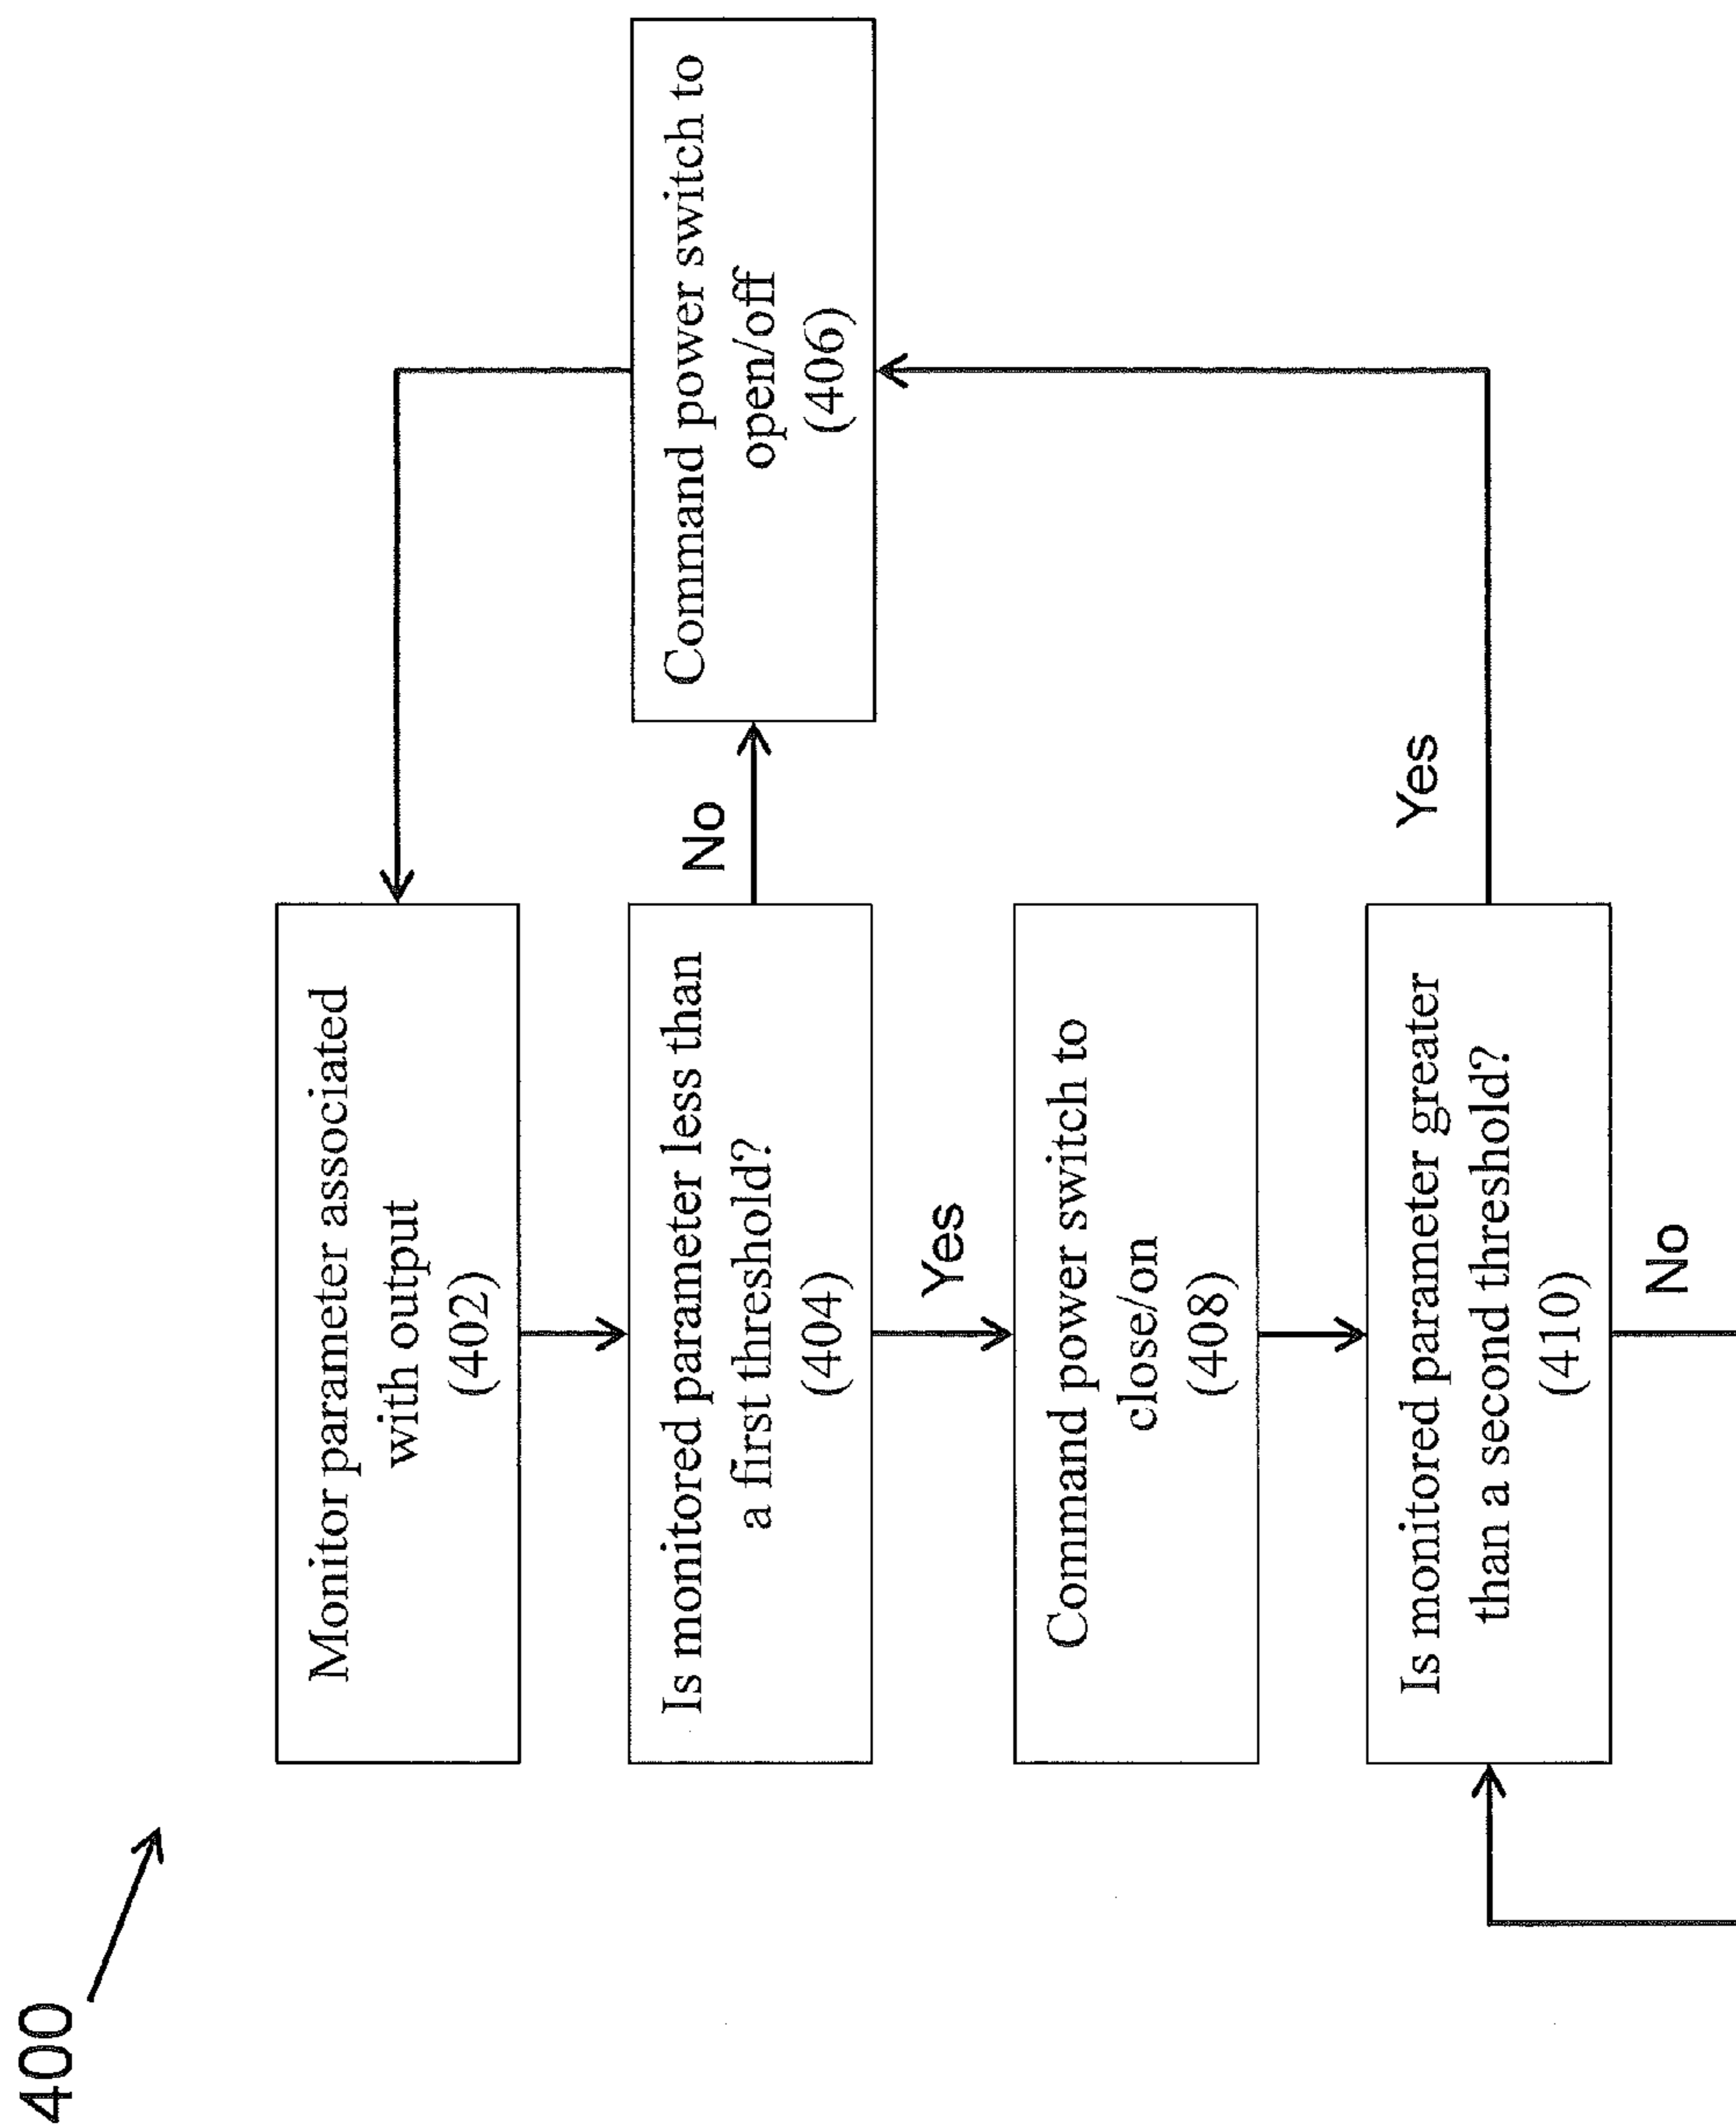 400
Monitor parameter associated
with output
(402)
Is monitored parameter less than
a first threshold?
(404)
No
Command power switch to
open/off
(406)
Yes
Command power switch to
close/on
(408)
Is monitored parameter greater
than a second threshold?
(410)
Yes
No